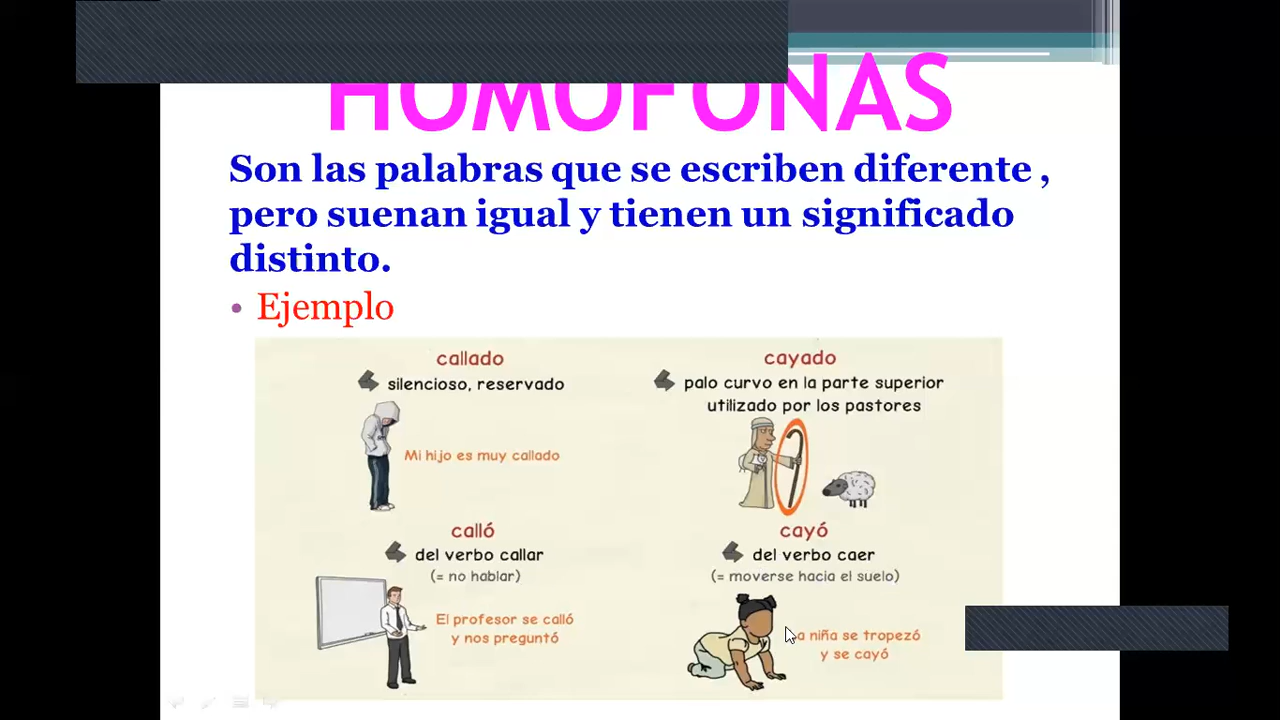 HOMOFONAS
Son las palabras que se escriben diferente ,
pero suenan igual y tienen un significado
distinto.
• Ejemplo
callado
silencioso, reservado
Mi hijo es muy callado
cayado
palo curvo en la parte superior
utilizado por los pastores
calló
del verbo callar
(= no hablar)
El profesor se calló
y nos preguntó
cayó
del verbo caer
(= moverse hacia el suelo)
a niña se tropezó
y se cayó